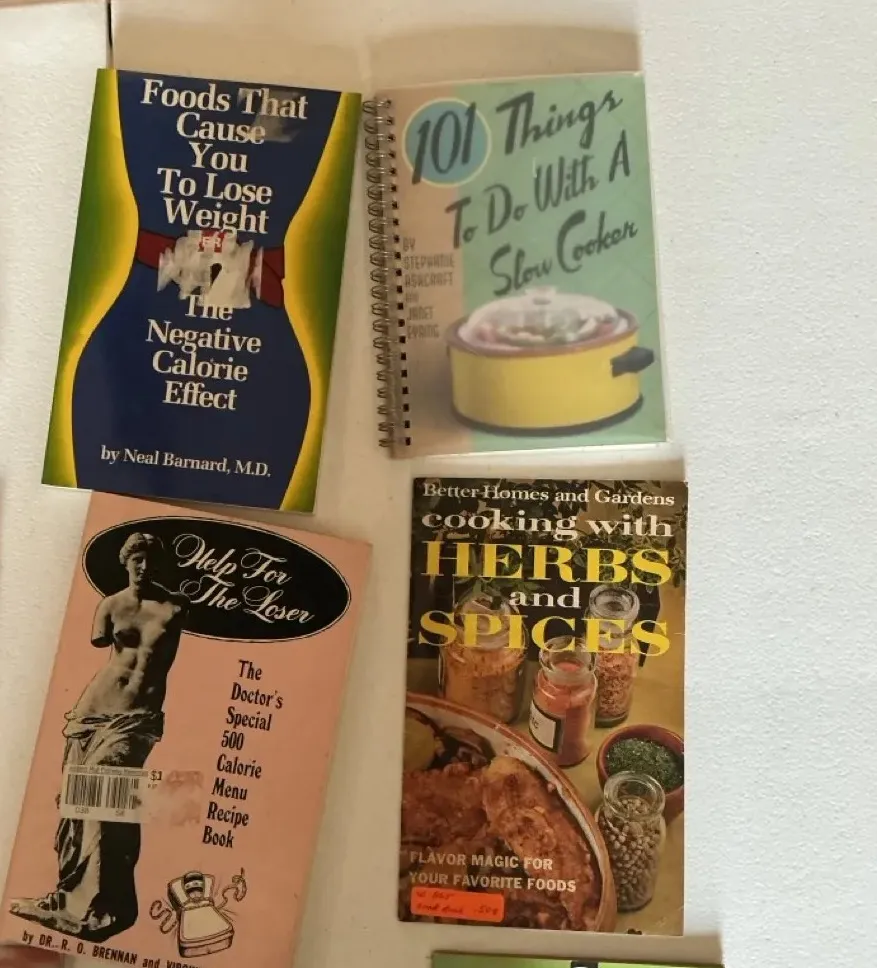 Foods That
Cause
You
To Lose
Weight
The
Negative
Calorie
Effect
by Neal Barnard, M.D.
101 Things
To Do With A
Slow Cooker
BY
STEPHANIE
ASHCRAFT
AND
JANET
EYRING
Help For
The Loser
The
Doctor's
Special
500
Calorie
Menu
Recipe
Book
$1
by DR. R. O. BRENNAN and
Better Homes and Gardens
cooking with
HERBS
and
SPICES
FLAVOR MAGIC FOR
YOUR FAVORITE FOODS